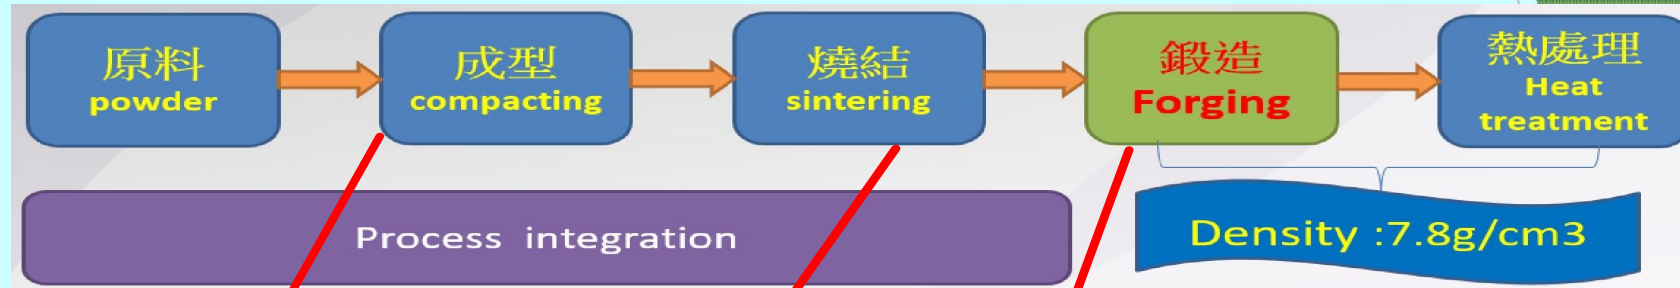 原料
powder
成型
compacting
燒結
sintering
鍛造
Forging
熱處理
Heat
treatment
Process integration
Density :7.8g/cm3